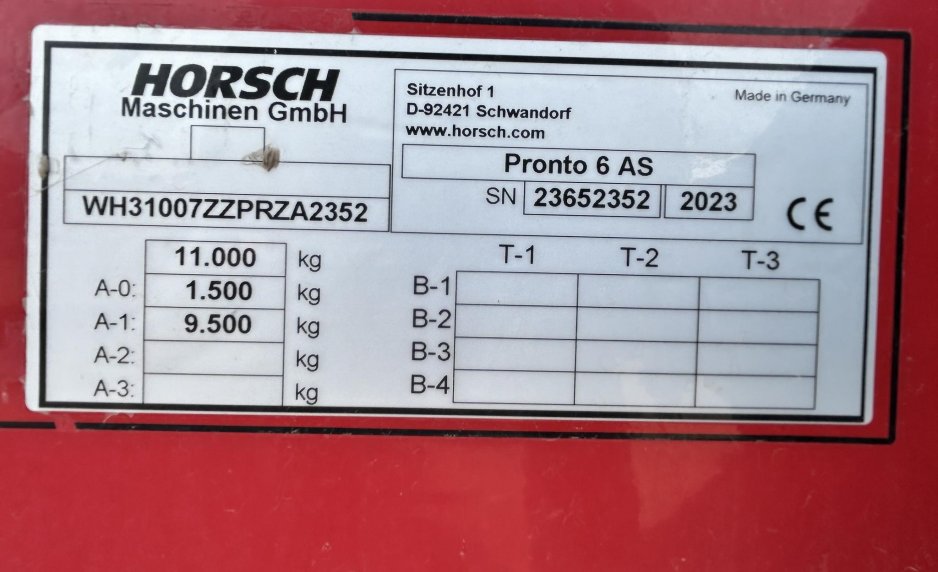 HORSCH
Maschinen GmbH
Sitzenhof 1
D-92421 Schwandorf
www.horsch.com
Made in Germany
Pronto 6 AS
SN 23652352 2023
CE
WH31007ZZPRZA2352
11.000 kg
A-0: 1.500 kg
A-1: 9.500 kg
A-2: kg
A-3: kg
T-1 T-2 T-3
B-1
B-2
B-3
B-4